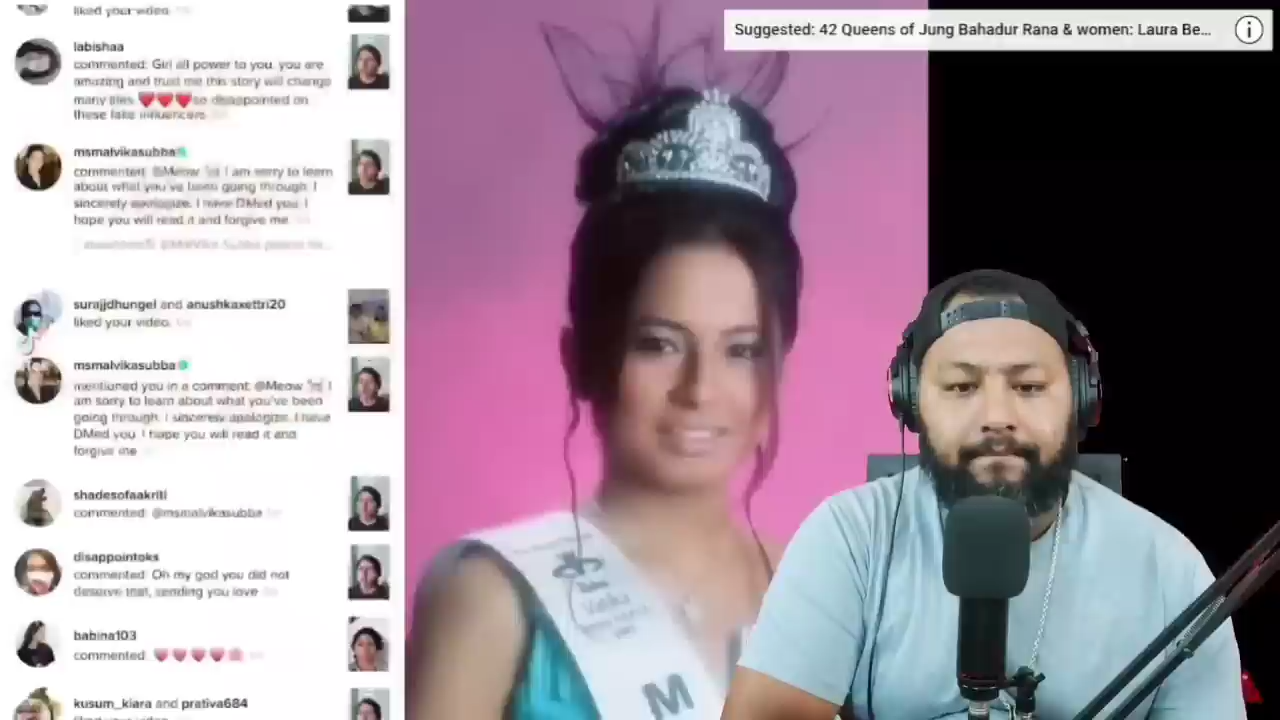 liked your video.
Suggested: 42 Queens of Jung Bahadur Rana & women: Laura Be...
labishaa
commented: Girl all power to you, you are
amazing and trust me this story will change
many lifes ❤️❤️❤️so disappointed on
these fake influencers
msmalvikasubba
commented: @Meow I am sorry to learn
about what you've been going through. I
sincerely apologize. I have DMed you. I
hope you will read it and forgive me.
surajjdhungel and anushkaxettri20
liked your video.
msmalvikasubba
mentioned you in a comment: @Meow I
am sorry to learn about what you've been
going through. I sincerely apologize. I have
DMed you. I hope you will read it and
forgive me
shadesofaakriti
commented: @msmalvikasubba
disappointoks
commented: Oh my god you did not
deserve that, sending you love
babina103
commented:
kusum_kiara and prativa684
liked your video
M